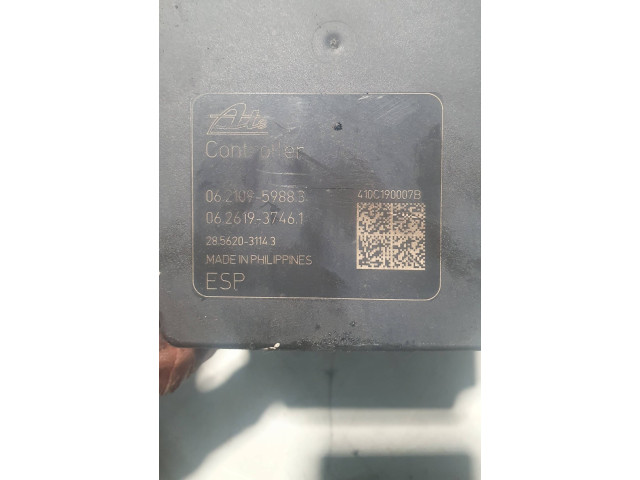 Ate
Controller
06.2109-5988.3
06.2619-3746.1
28.5620-3114.3
MADE IN PHILIPPINES
ESP
410C190007B